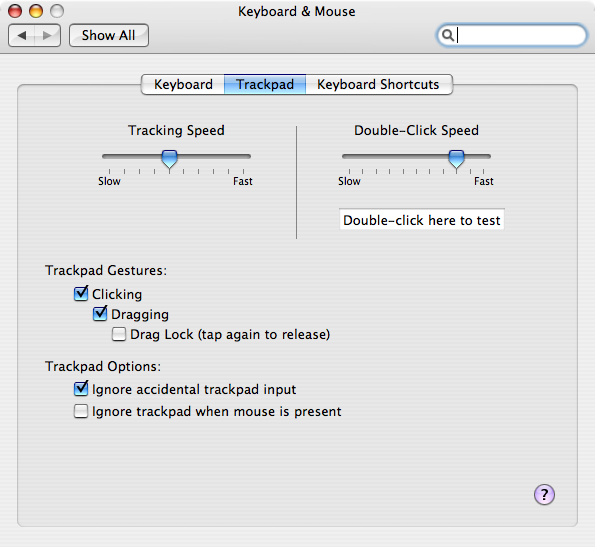 Keyboard & Mouse
Show All
Keyboard Trackpad Keyboard Shortcuts
Tracking Speed Double-Click Speed
Slow Fast Slow Fast
Double-click here to test
Trackpad Gestures:
Clicking
Dragging
Drag Lock (tap again to release)
Trackpad Options:
Ignore accidental trackpad input
Ignore trackpad when mouse is present
?